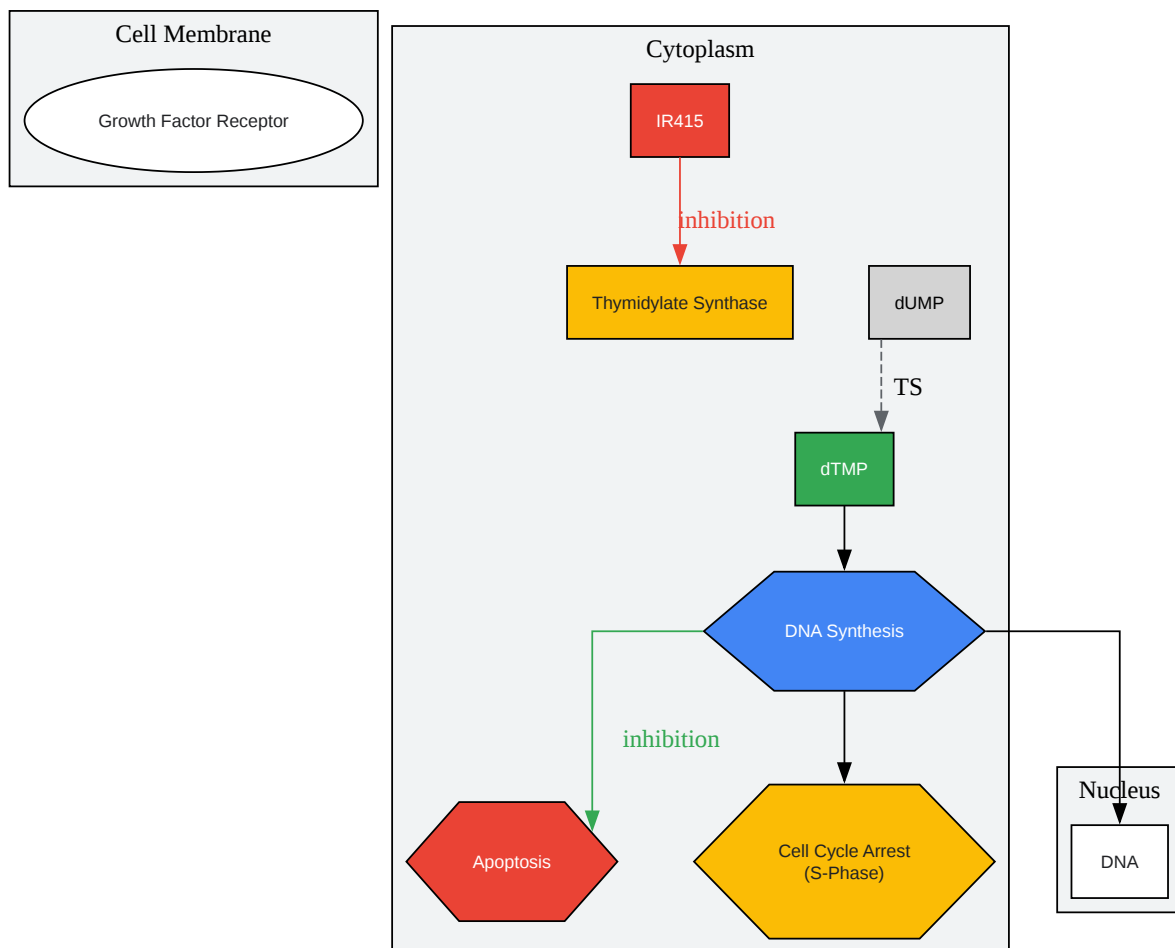 Cell Membrane
Growth Factor Receptor
Cytoplasm
IR415
inhibition
Thymidylate Synthase
dUMP
TS
dTMP
DNA Synthesis
inhibition
Apoptosis
Cell Cycle Arrest
(S-Phase)
Nucleus
DNA